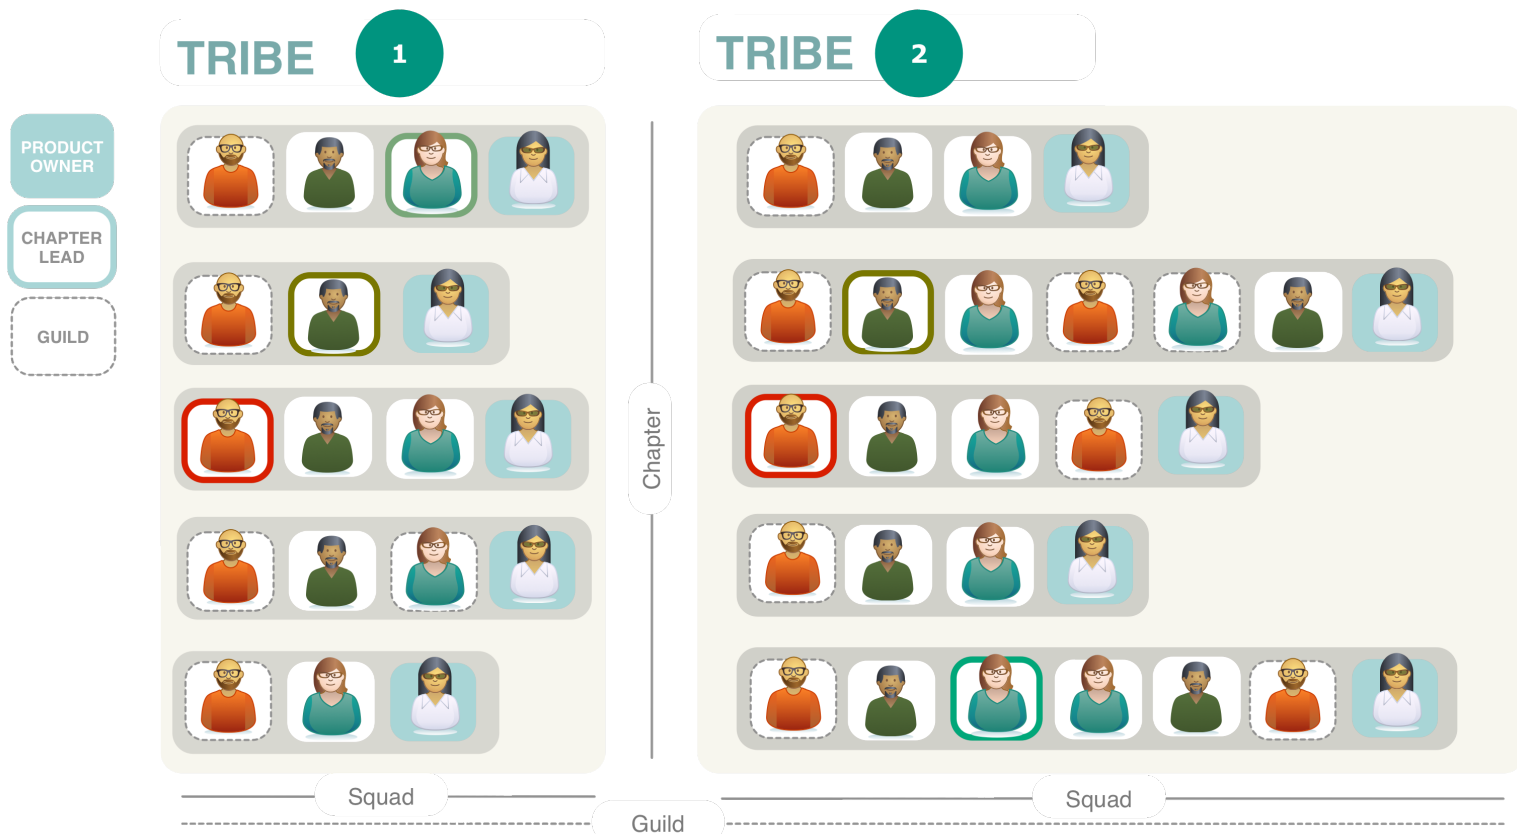 TRIBE 1
TRIBE 2
PRODUCT
OWNER
CHAPTER
LEAD
GUILD
Chapter
Squad
Squad
Guild